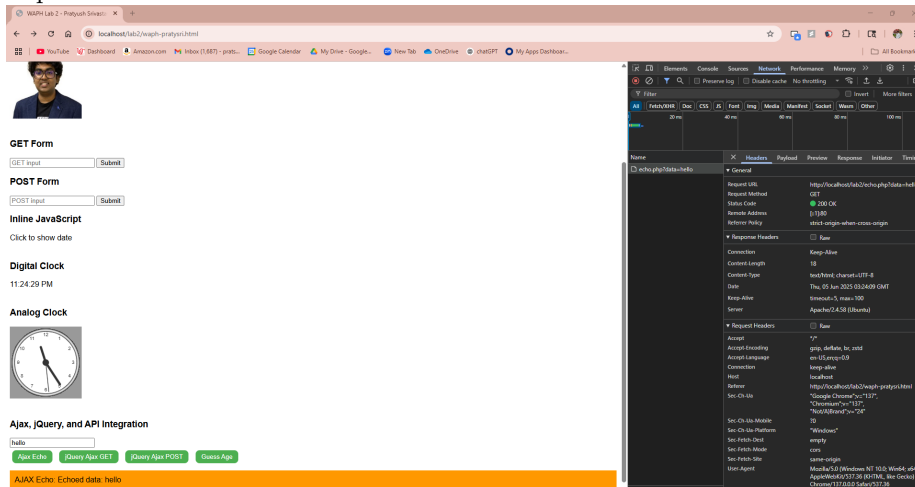 WAPH Lab 2 - Pratyush Srivasta
localhost/lab2/waph-pratysri.html
YouTube Dashboard Amazon.com Inbox (1,687) - prats... Google Calendar My Drive - Google... New Tab OneDrive chatGPT My Apps Dashboar... All Bookmark
GET Form
GET input Submit
POST Form
POST input Submit
Inline JavaScript
Click to show date
Digital Clock
11:24:29 PM
Analog Clock
Ajax, jQuery, and API Integration
hello
Ajax Echo jQuery Ajax GET jQuery Ajax POST Guess Age
AJAX Echo: Echoed data: hello
Elements Console Sources Network Performance Memory
Preserve log Disable cache No throttling
Filter Invert More filters
All Fetch/XHR Doc CSS JS Font Img Media Manifest Socket Wasm Other
20 ms 40 ms 60 ms 80 ms 100 ms
Name Headers Payload Preview Response Initiator Timi
echo.php?data=hello
General
Request URL http://localhost/lab2/echo.php?data=hell
Request Method GET
Status Code 200 OK
Remote Address [::1]:80
Referrer Policy strict-origin-when-cross-origin
Response Headers Raw
Connection Keep-Alive
Content-Length 18
Content-Type text/html; charset=UTF-8
Date Thu, 05 Jun 2025 03:24:09 GMT
Keep-Alive timeout=5, max=100
Server Apache/2.4.58 (Ubuntu)
Request Headers Raw
Accept */*
Accept-Encoding gzip, deflate, br, zstd
Accept-Language en-US,en;q=0.9
Connection keep-alive
Host localhost
Referer http://localhost/lab2/waph-pratysri.html
Sec-Ch-Ua "Google Chrome";v="137",
"Chromium";v="137",
"Not/A)Brand";v="24"
Sec-Ch-Ua-Mobile ?0
Sec-Ch-Ua-Platform "Windows"
Sec-Fetch-Dest empty
Sec-Fetch-Mode cors
Sec-Fetch-Site same-origin
User-Agent Mozilla/5.0 (Windows NT 10.0; Win64; x64
AppleWebKit/537.36 (KHTML, like Gecko)
Chrome/137.0.0.0 Safari/537.36